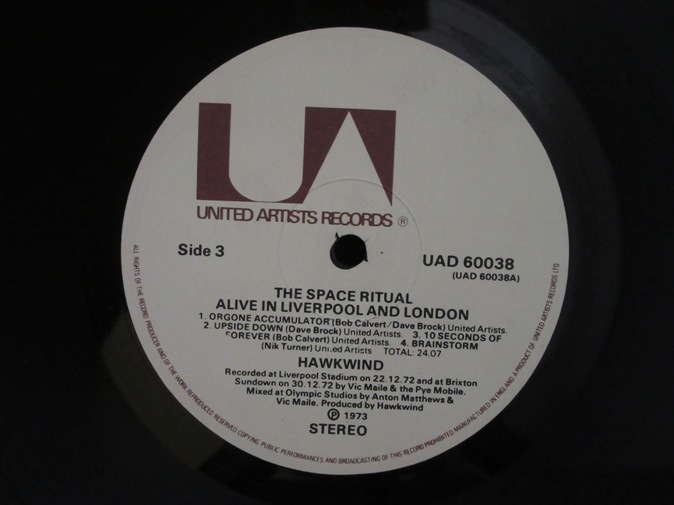 UA
UNITED ARTISTS RECORDS ®
Side 3
UAD 60038
(UAD 60038A)
THE SPACE RITUAL
ALIVE IN LIVERPOOL AND LONDON
1. ORGONE ACCUMULATOR (Bob Calvert/Dave Brock) United Artists.
2. UPSIDE DOWN (Dave Brock) United Artists. 3. 10 SECONDS OF
FOREVER (Bob Calvert) United Artists. 4. BRAINSTORM
(Nik Turner) United Artists TOTAL: 24.07
HAWKWIND
Recorded at Liverpool Stadium on 22.12.72 and at Brixton
Sundown on 30.12.72 by Vic Maile & the Pye Mobile.
Mixed at Olympic Studios by Anton Matthews &
Vic Maile. Produced by Hawkwind
℗ 1973
STEREO
ALL RIGHTS OF THE RECORD PRODUCER AND OF THE WORK REPRODUCED RESERVED COPYING PUBLIC PERFORMANCES AND BROADCASTING OF THIS RECORD PROHIBITED MANUFACTURED IN ENGLAND A PRODUCT OF UNITED ARTISTS RECORDS LTD